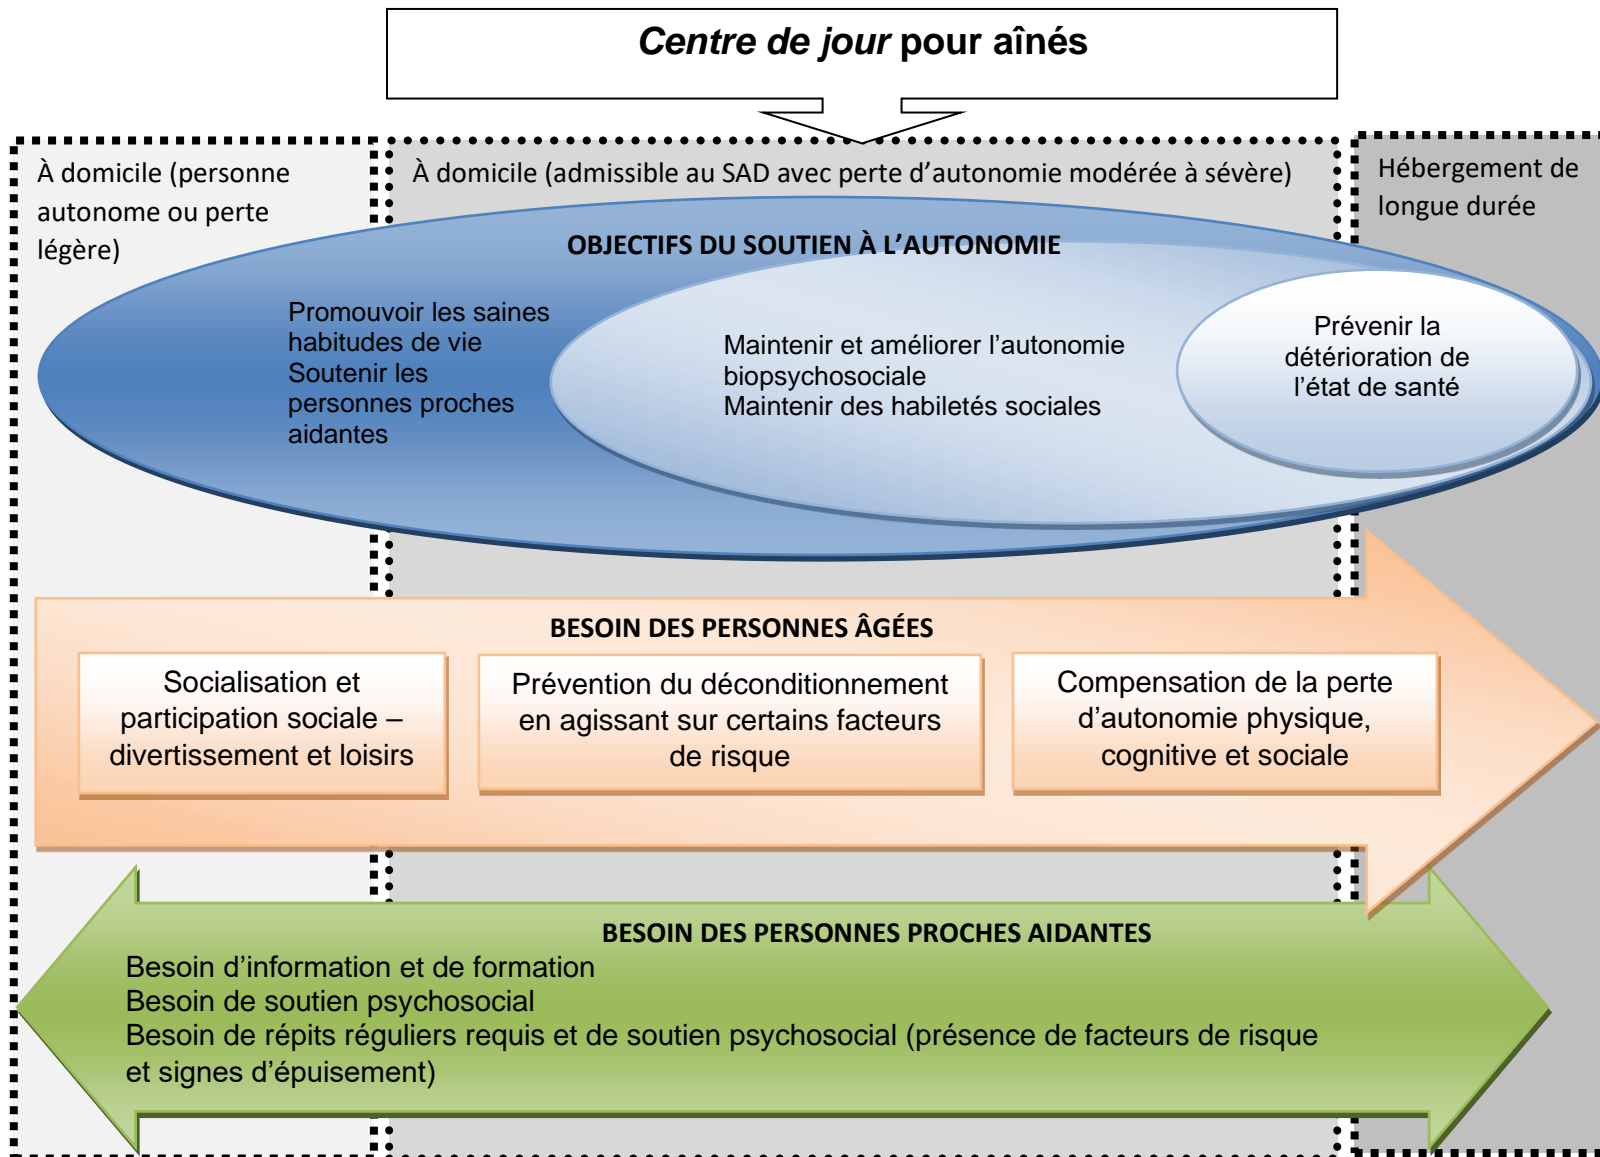 Centre de jour pour aînés
À domicile (personne
autonome ou perte
légère)
À domicile (admissible au SAD avec perte d’autonomie modérée à sévère)
Hébergement de
longue durée
OBJECTIFS DU SOUTIEN À L’AUTONOMIE
Promouvoir les saines
habitudes de vie
Soutenir les
personnes proches
aidantes
Maintenir et améliorer l’autonomie
biopsychosociale
Maintenir des habiletés sociales
Prévenir la
détérioration de
l’état de santé
BESOIN DES PERSONNES ÂGÉES
Socialisation et
participation sociale –
divertissement et loisirs
Prévention du déconditionnement
en agissant sur certains facteurs
de risque
Compensation de la perte
d’autonomie physique,
cognitive et sociale
BESOIN DES PERSONNES PROCHES AIDANTES
Besoin d’information et de formation
Besoin de soutien psychosocial
Besoin de répits réguliers requis et de soutien psychosocial (présence de facteurs de risque
et signes d’épuisement)